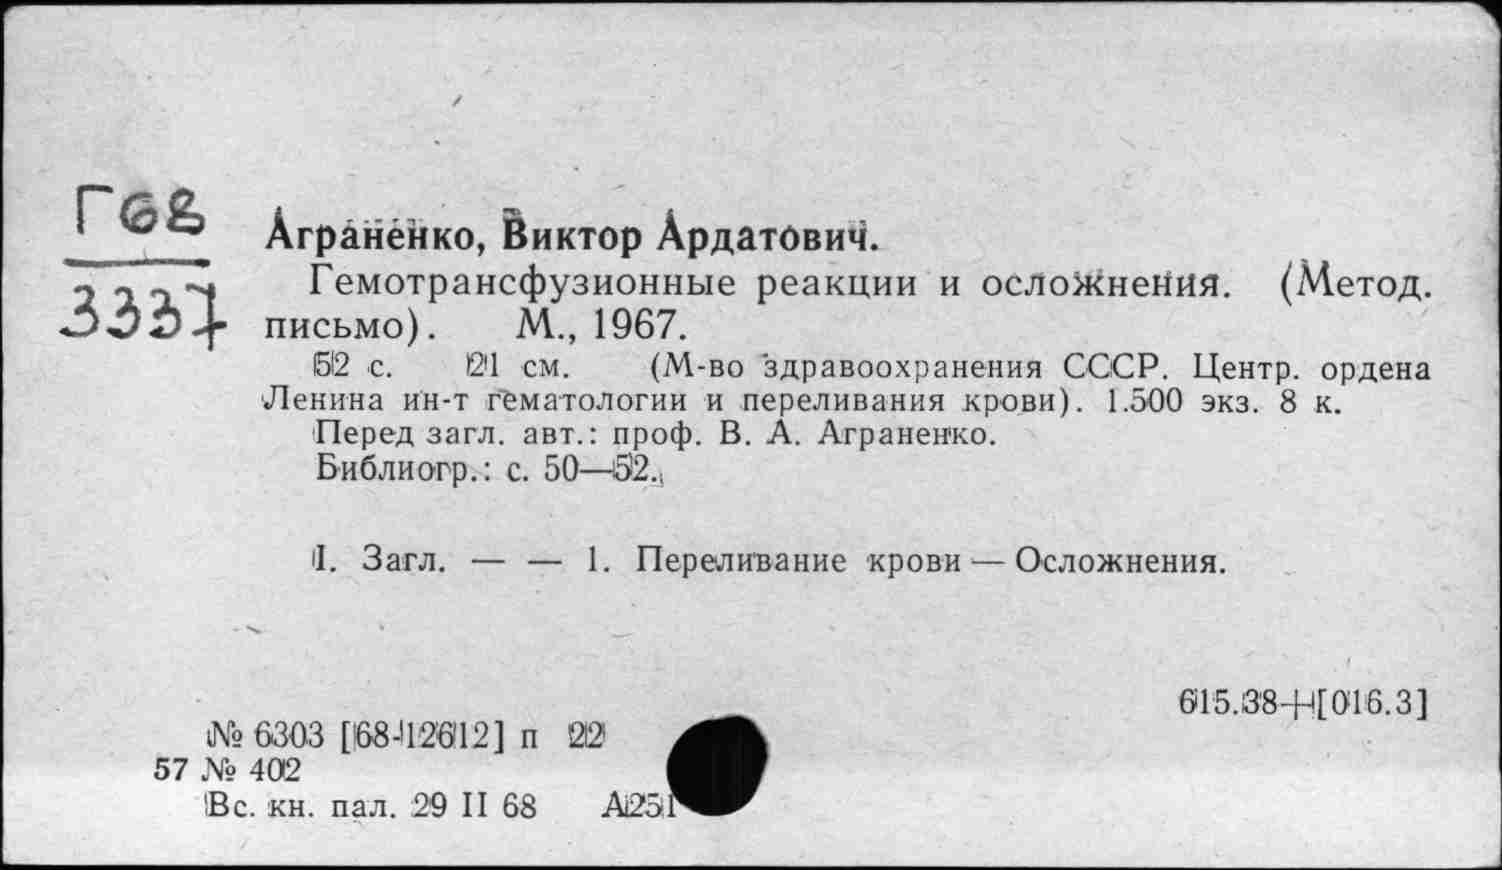 Г68
3337
Аграненко, Виктор Ардатович.
Гемотрансфузионные реакции и осложнения. (Метод.
письмо). М., 1967.
52 с. 21 см. (М-во здравоохранения СССР. Центр. ордена
Ленина ин-т гематологии и переливания крови). 1.500 экз. 8 к.
Перед загл. авт.: проф. В. А. Аграненко.
Библиогр.: с. 50—52.
I. Загл. — — 1. Переливание крови — Осложнения.
615.38+[016.3]
№ 6303 [68-12612] п 22
57 № 402
Вс. кн. пал. 29 II 68 А251